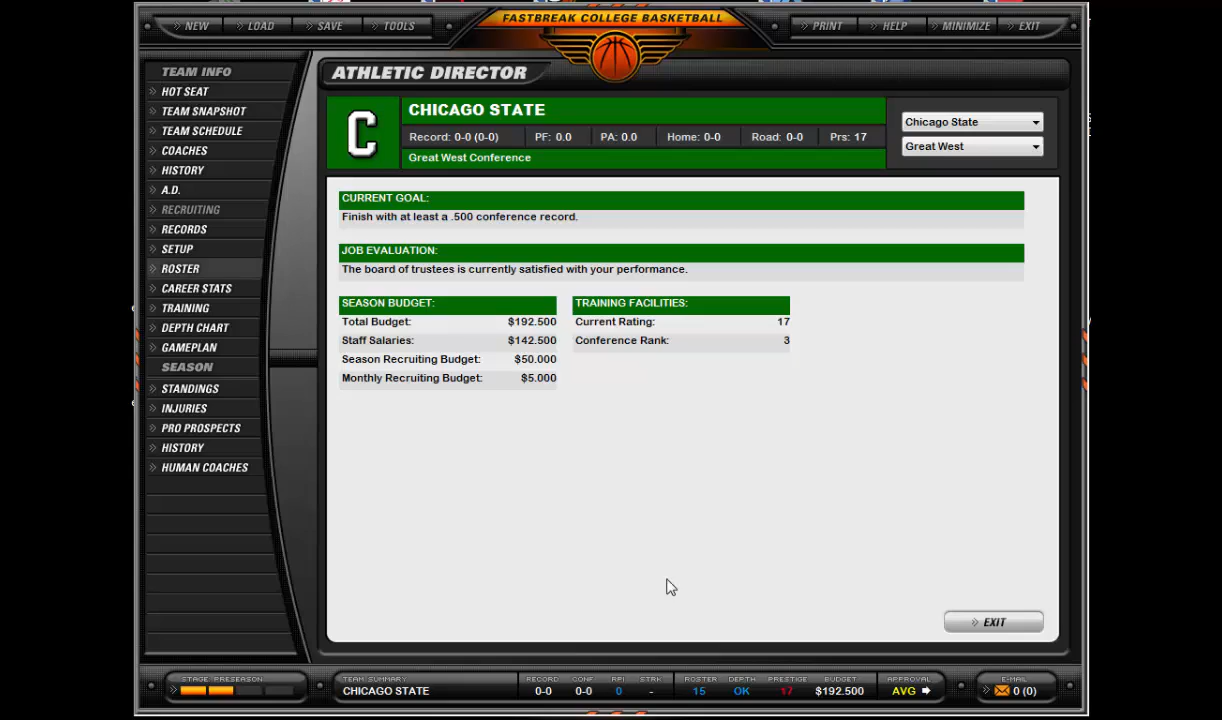 NEW LOAD SAVE TOOLS FASTBREAK COLLEGE BASKETBALL PRINT HELP MINIMIZE EXIT
TEAM INFO
HOT SEAT
TEAM SNAPSHOT
TEAM SCHEDULE
COACHES
HISTORY
A.D.
RECRUITING
RECORDS
SETUP
ROSTER
CAREER STATS
TRAINING
DEPTH CHART
GAMEPLAN
SEASON
STANDINGS
INJURIES
PRO PROSPECTS
HISTORY
HUMAN COACHES
ATHLETIC DIRECTOR
C
CHICAGO STATE
Record: 0-0 (0-0) PF: 0.0 PA: 0.0 Home: 0-0 Road: 0-0 Prs: 17
Great West Conference
Chicago State
Great West
CURRENT GOAL:
Finish with at least a .500 conference record.
JOB EVALUATION:
The board of trustees is currently satisfied with your performance.
SEASON BUDGET:
Total Budget: $192.500
Staff Salaries: $142.500
Season Recruiting Budget: $50.000
Monthly Recruiting Budget: $5.000
TRAINING FACILITIES:
Current Rating: 17
Conference Rank: 3
EXIT
STAGE: PRESEASON
TEAM SUMMARY RECORD CONF RPI STRK ROSTER DEPTH PRESTIGE BUDGET APPROVAL E-MAIL
CHICAGO STATE 0-0 0-0 0 - 15 OK 17 $192.500 AVG 0 (0)